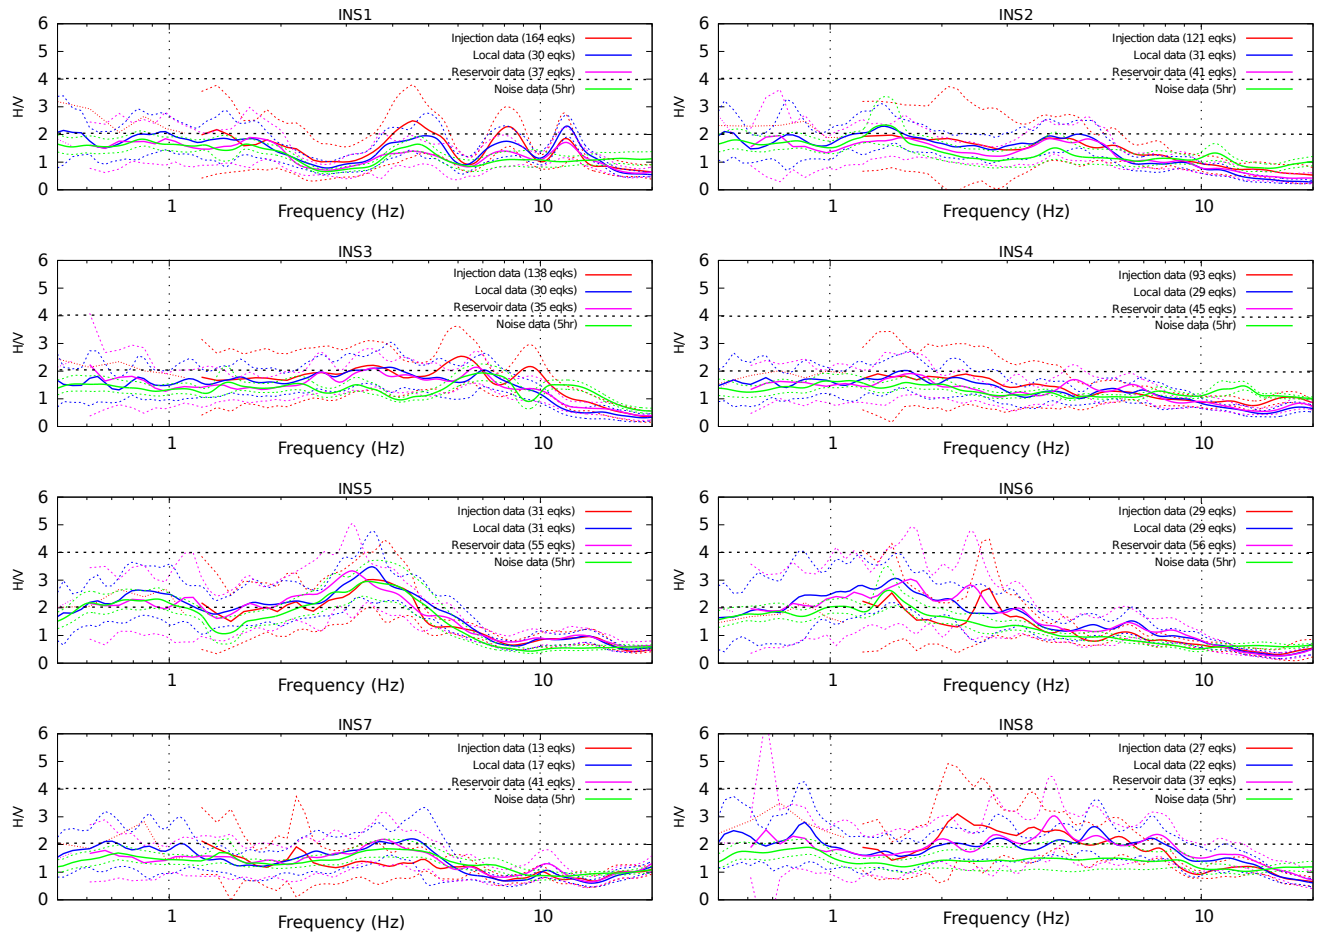 INS1
H/V
6
5
4
3
2
1
0
Injection data (164 eqks)
Local data (30 eqks)
Reservoir data (37 eqks)
Noise data (5hr)
1
10
Frequency (Hz)
INS2
H/V
6
5
4
3
2
1
0
Injection data (121 eqks)
Local data (31 eqks)
Reservoir data (41 eqks)
Noise data (5hr)
1
10
Frequency (Hz)
INS3
H/V
6
5
4
3
2
1
0
Injection data (138 eqks)
Local data (30 eqks)
Reservoir data (35 eqks)
Noise data (5hr)
1
10
Frequency (Hz)
INS4
H/V
6
5
4
3
2
1
0
Injection data (93 eqks)
Local data (29 eqks)
Reservoir data (45 eqks)
Noise data (5hr)
1
10
Frequency (Hz)
INS5
H/V
6
5
4
3
2
1
0
Injection data (31 eqks)
Local data (31 eqks)
Reservoir data (55 eqks)
Noise data (5hr)
1
10
Frequency (Hz)
INS6
H/V
6
5
4
3
2
1
0
Injection data (29 eqks)
Local data (29 eqks)
Reservoir data (56 eqks)
Noise data (5hr)
1
10
Frequency (Hz)
INS7
H/V
6
5
4
3
2
1
0
Injection data (13 eqks)
Local data (17 eqks)
Reservoir data (41 eqks)
Noise data (5hr)
1
10
Frequency (Hz)
INS8
H/V
6
5
4
3
2
1
0
Injection data (27 eqks)
Local data (22 eqks)
Reservoir data (37 eqks)
Noise data (5hr)
1
10
Frequency (Hz)